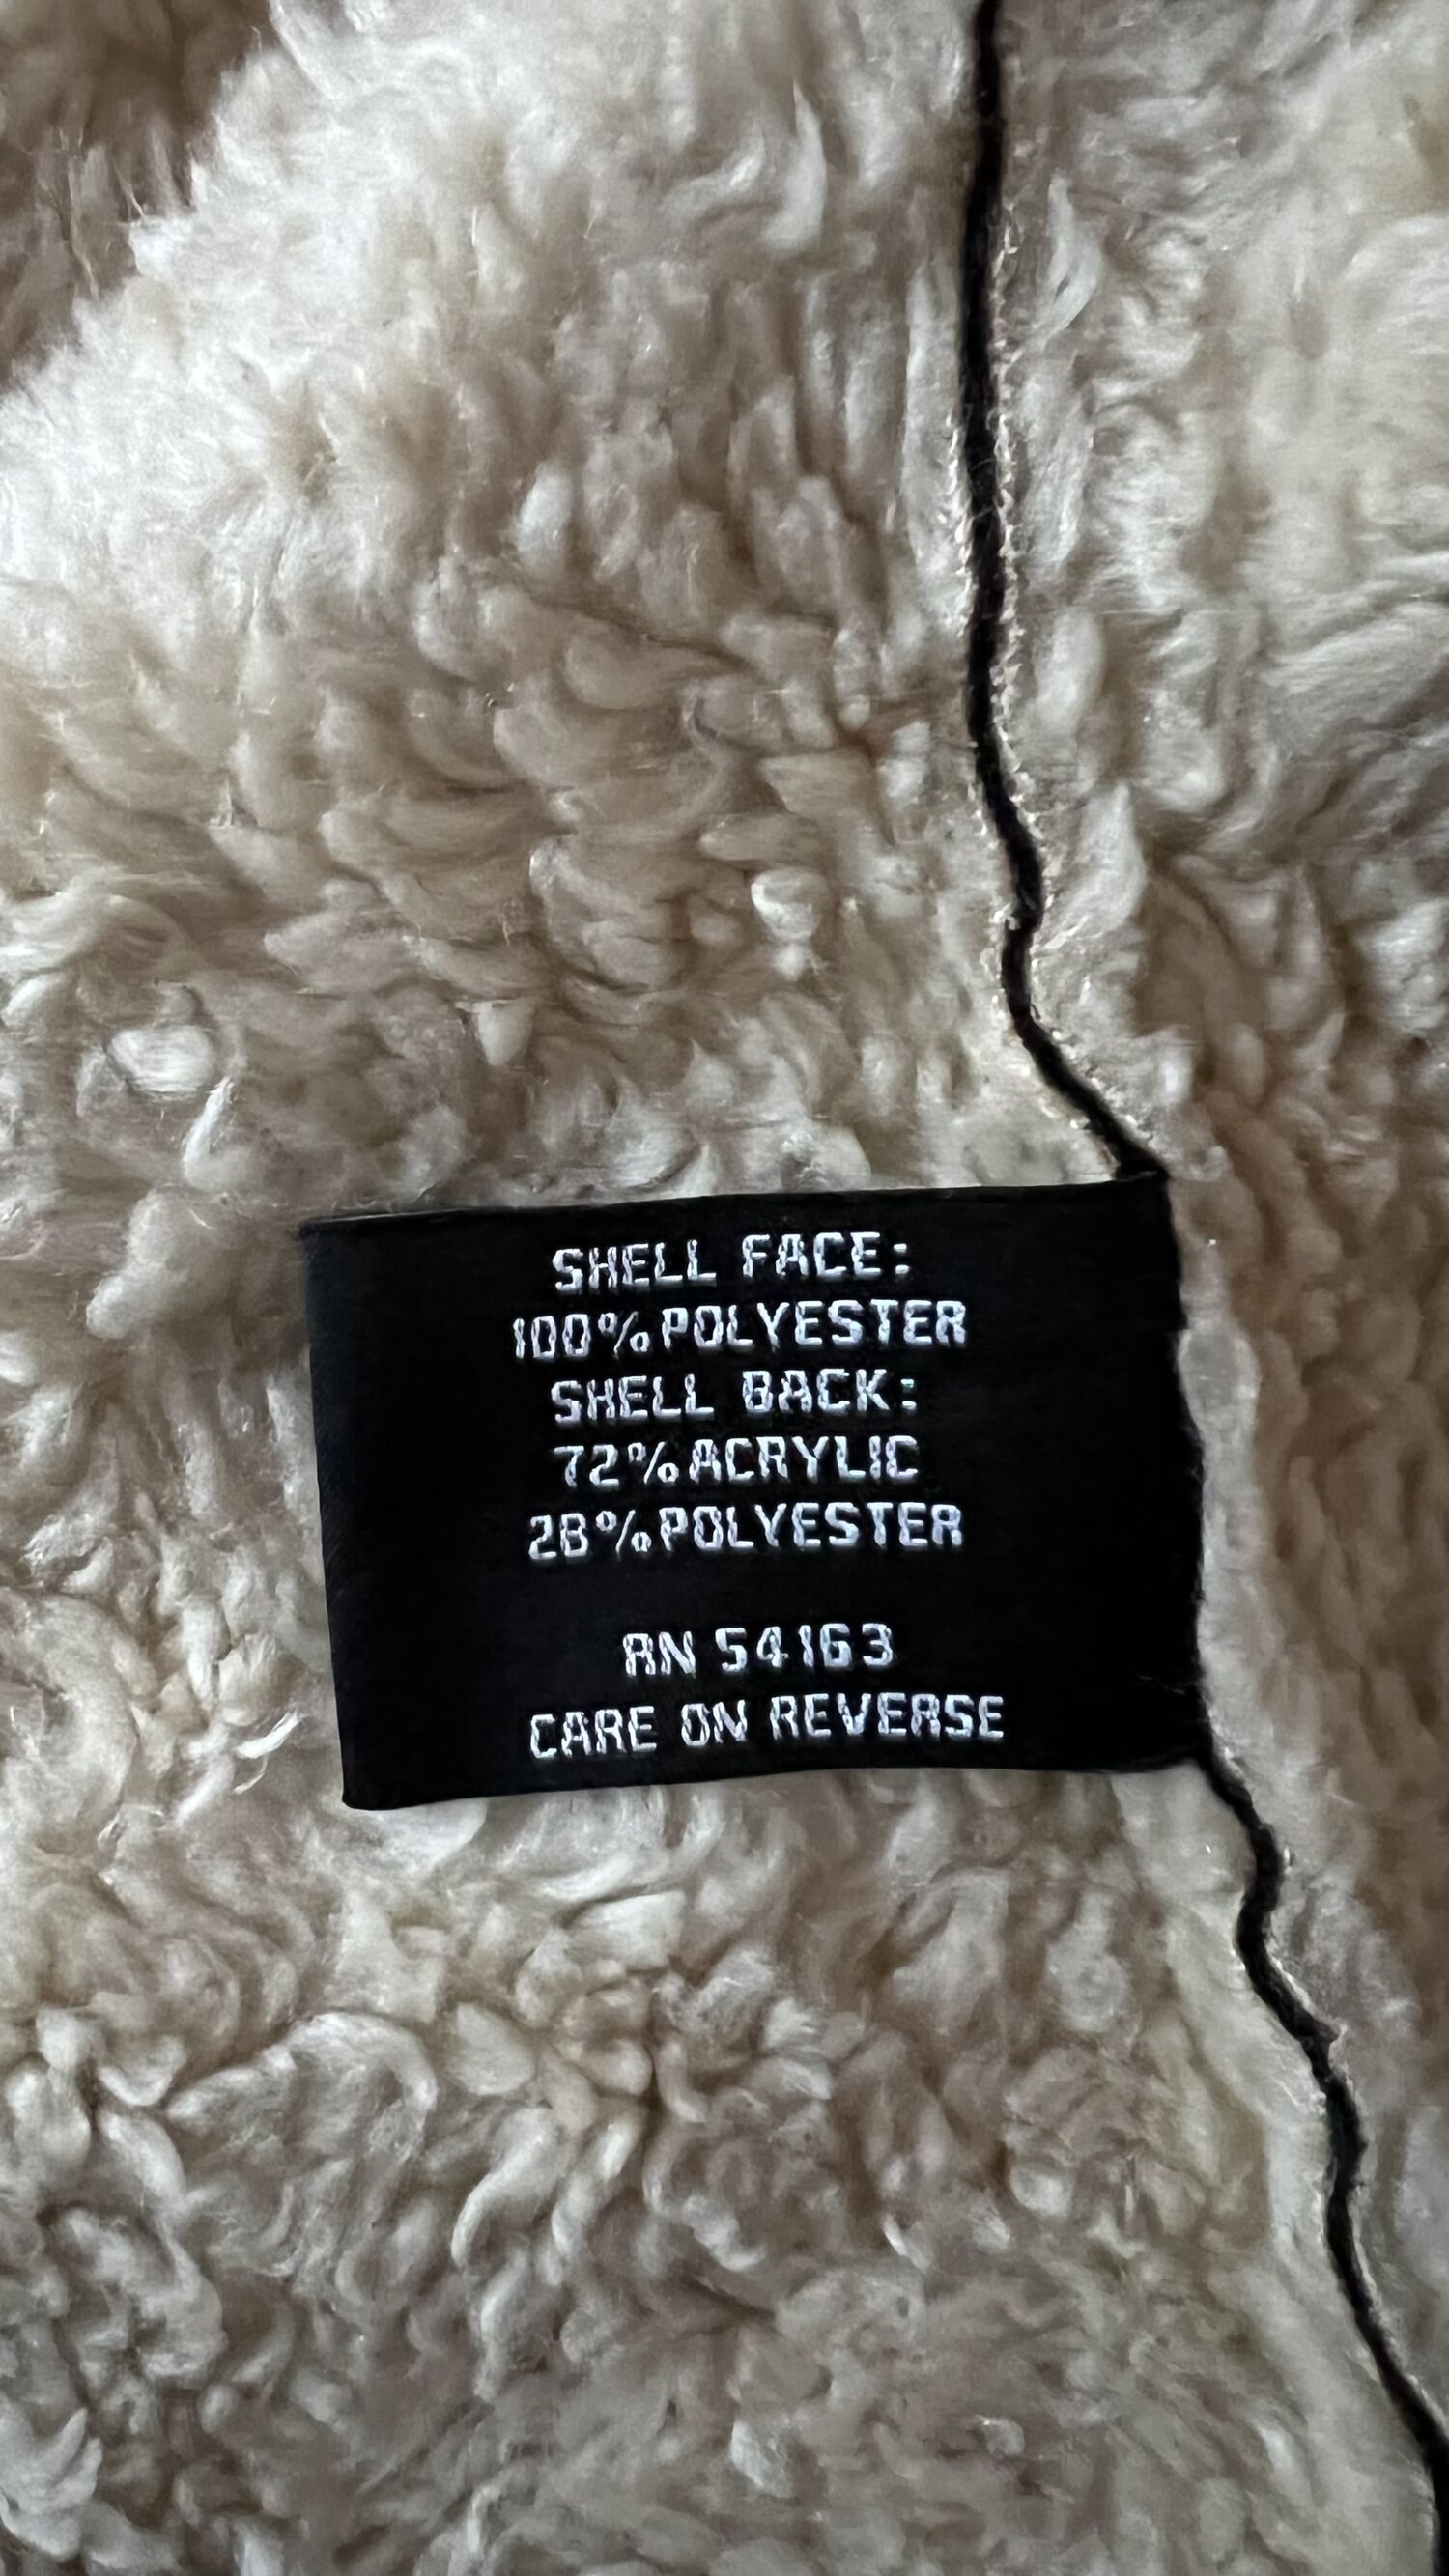 SHELL FACE:
100% POLYESTER
SHELL BACK:
72% ACRYLIC
28% POLYESTER
RN 54163
CARE ON REVERSE